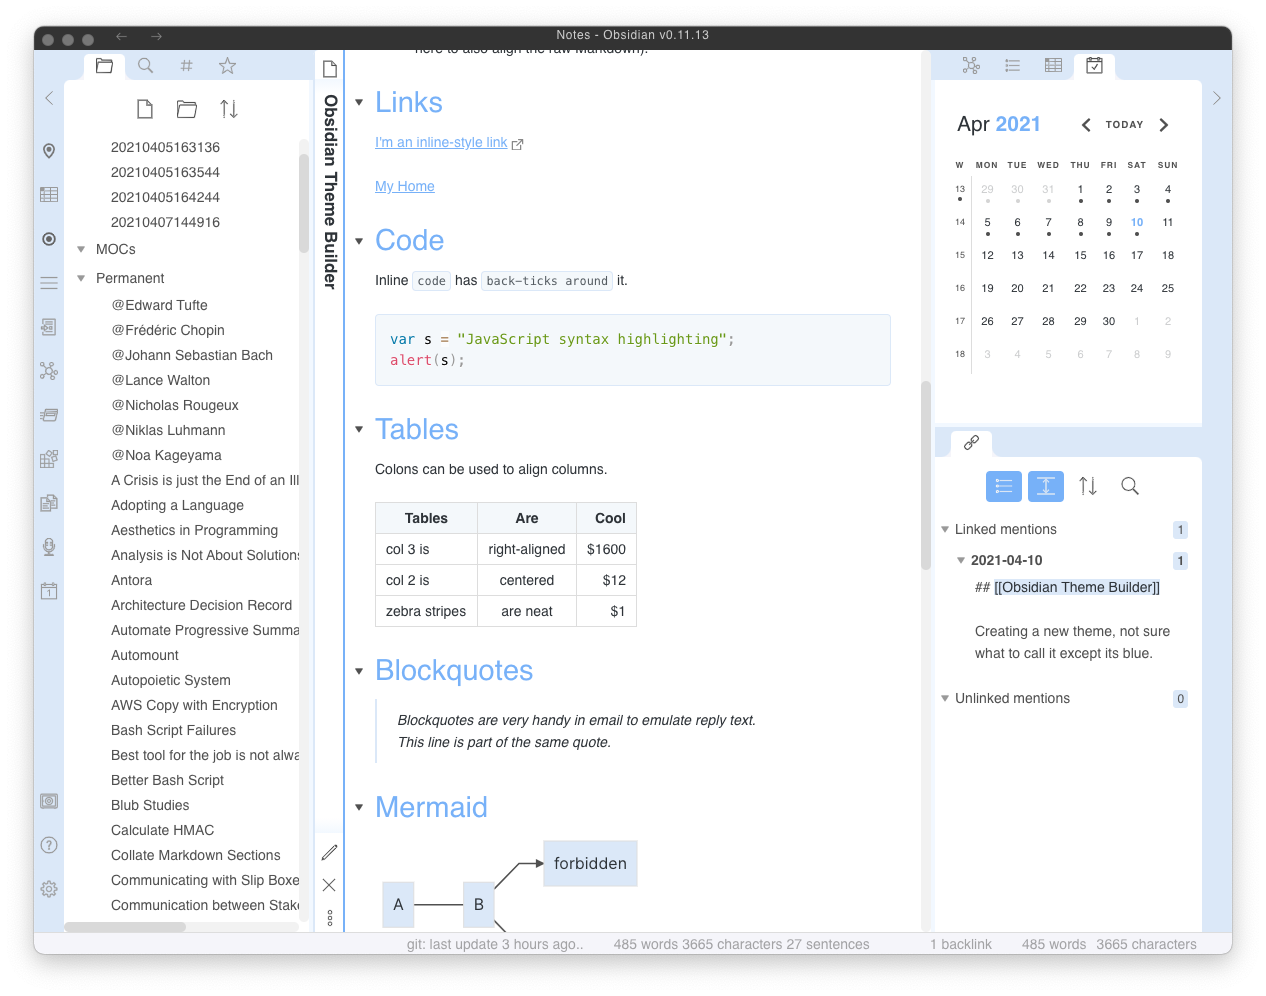 Notes - Obsidian v0.11.13
20210405163136
20210405163544
20210405164244
20210407144916
MOCs
Permanent
@Edward Tufte
@Frédéric Chopin
@Johann Sebastian Bach
@Lance Walton
@Nicholas Rougeux
@Niklas Luhmann
@Noa Kageyama
A Crisis is just the End of an Ill
Adopting a Language
Aesthetics in Programming
Analysis is Not About Solutions
Antora
Architecture Decision Record
Automate Progressive Summa
Automount
Autopoietic System
AWS Copy with Encryption
Bash Script Failures
Best tool for the job is not alwa
Better Bash Script
Blub Studies
Calculate HMAC
Collate Markdown Sections
Communicating with Slip Boxe
Communication between Stake
1
Obsidian Theme Builder
here to also align the raw Markdown).
Links
I'm an inline-style link
My Home
Code
Inline code has back-ticks around it.
var s = "JavaScript syntax highlighting";
alert(s);
Tables
Colons can be used to align columns.
Tables Are Cool
col 3 is right-aligned $1600
col 2 is centered $12
zebra stripes are neat $1
Blockquotes
Blockquotes are very handy in email to emulate reply text.
This line is part of the same quote.
Mermaid
forbidden
A B
Apr 2021 TODAY
W MON TUE WED THU FRI SAT SUN
13 29 30 31 1 2 3 4
14 5 6 7 8 9 10 11
15 12 13 14 15 16 17 18
16 19 20 21 22 23 24 25
17 26 27 28 29 30 1 2
18 3 4 5 6 7 8 9
Linked mentions 1
2021-04-10 1
## [[Obsidian Theme Builder]]
Creating a new theme, not sure
what to call it except its blue.
Unlinked mentions 0
git: last update 3 hours ago.. 485 words 3665 characters 27 sentences 1 backlink 485 words 3665 characters